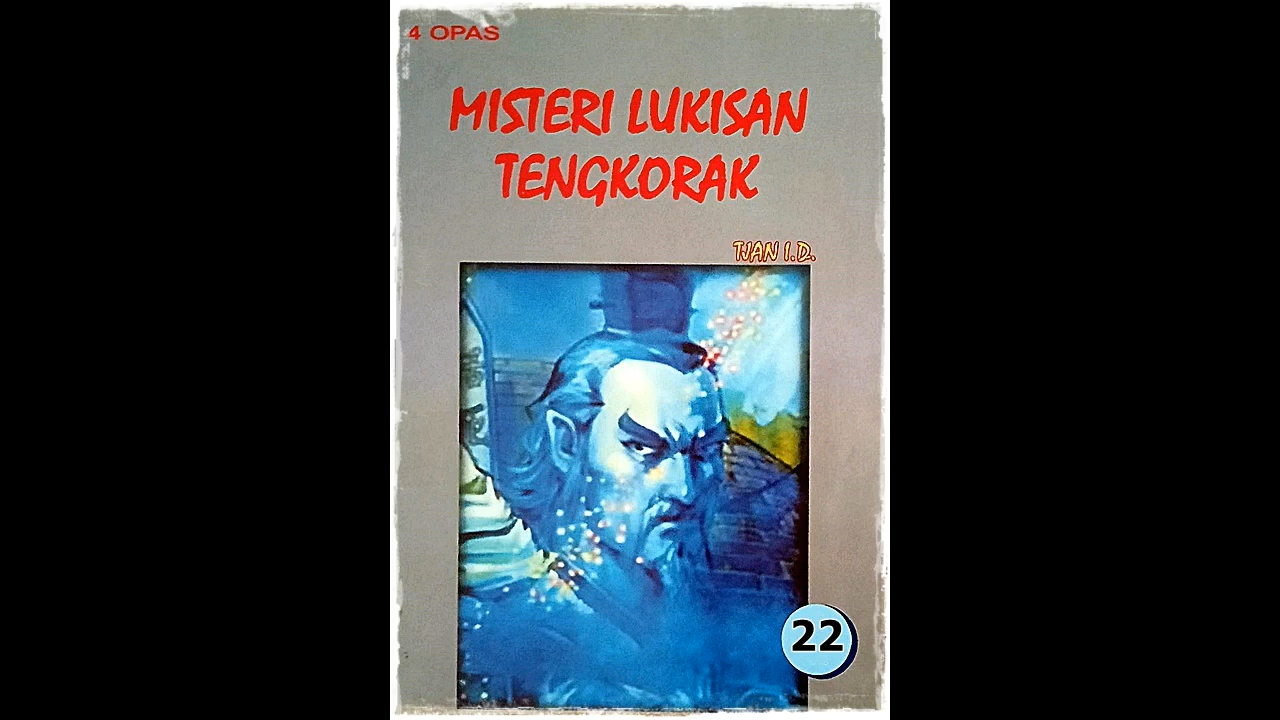 4 OPAS
MISTERI LUKISAN
TENGKORAK
TJAN I.D.
22